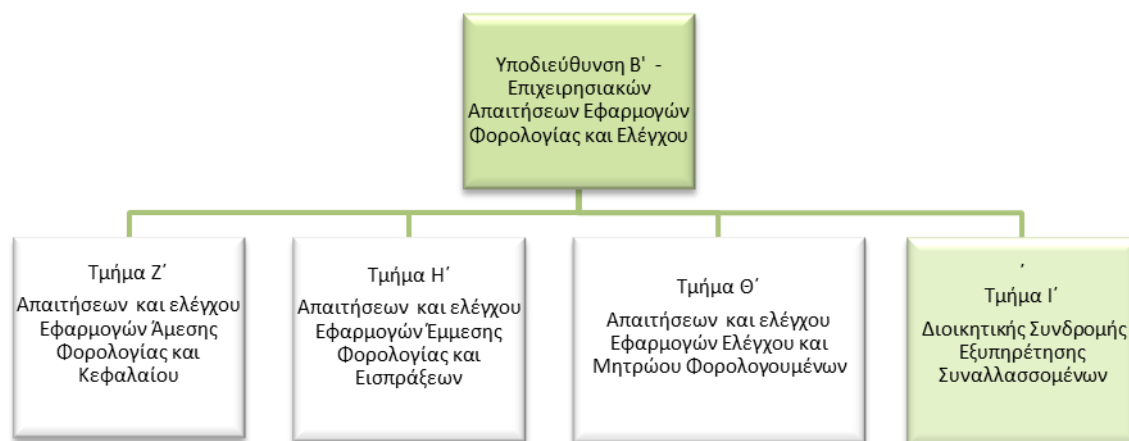 Υποδιεύθυνση Β' -
Επιχειρησιακών
Απαιτήσεων Εφαρμογών
Φορολογίας και Ελέγχου
Τμήμα Ζ΄
Απαιτήσεων και ελέγχου
Εφαρμογών Άμεσης
Φορολογίας και
Κεφαλαίου
Τμήμα Η΄
Απαιτήσεων και ελέγχου
Εφαρμογών Έμμεσης
Φορολογίας και
Εισπράξεων
Τμήμα Θ΄
Απαιτήσεων και ελέγχου
Εφαρμογών Ελέγχου και
Μητρώου Φορολογουμένων
΄
Τμήμα Ι΄
Διοικητικής Συνδρομής
Εξυπηρέτησης
Συναλλασσομένων